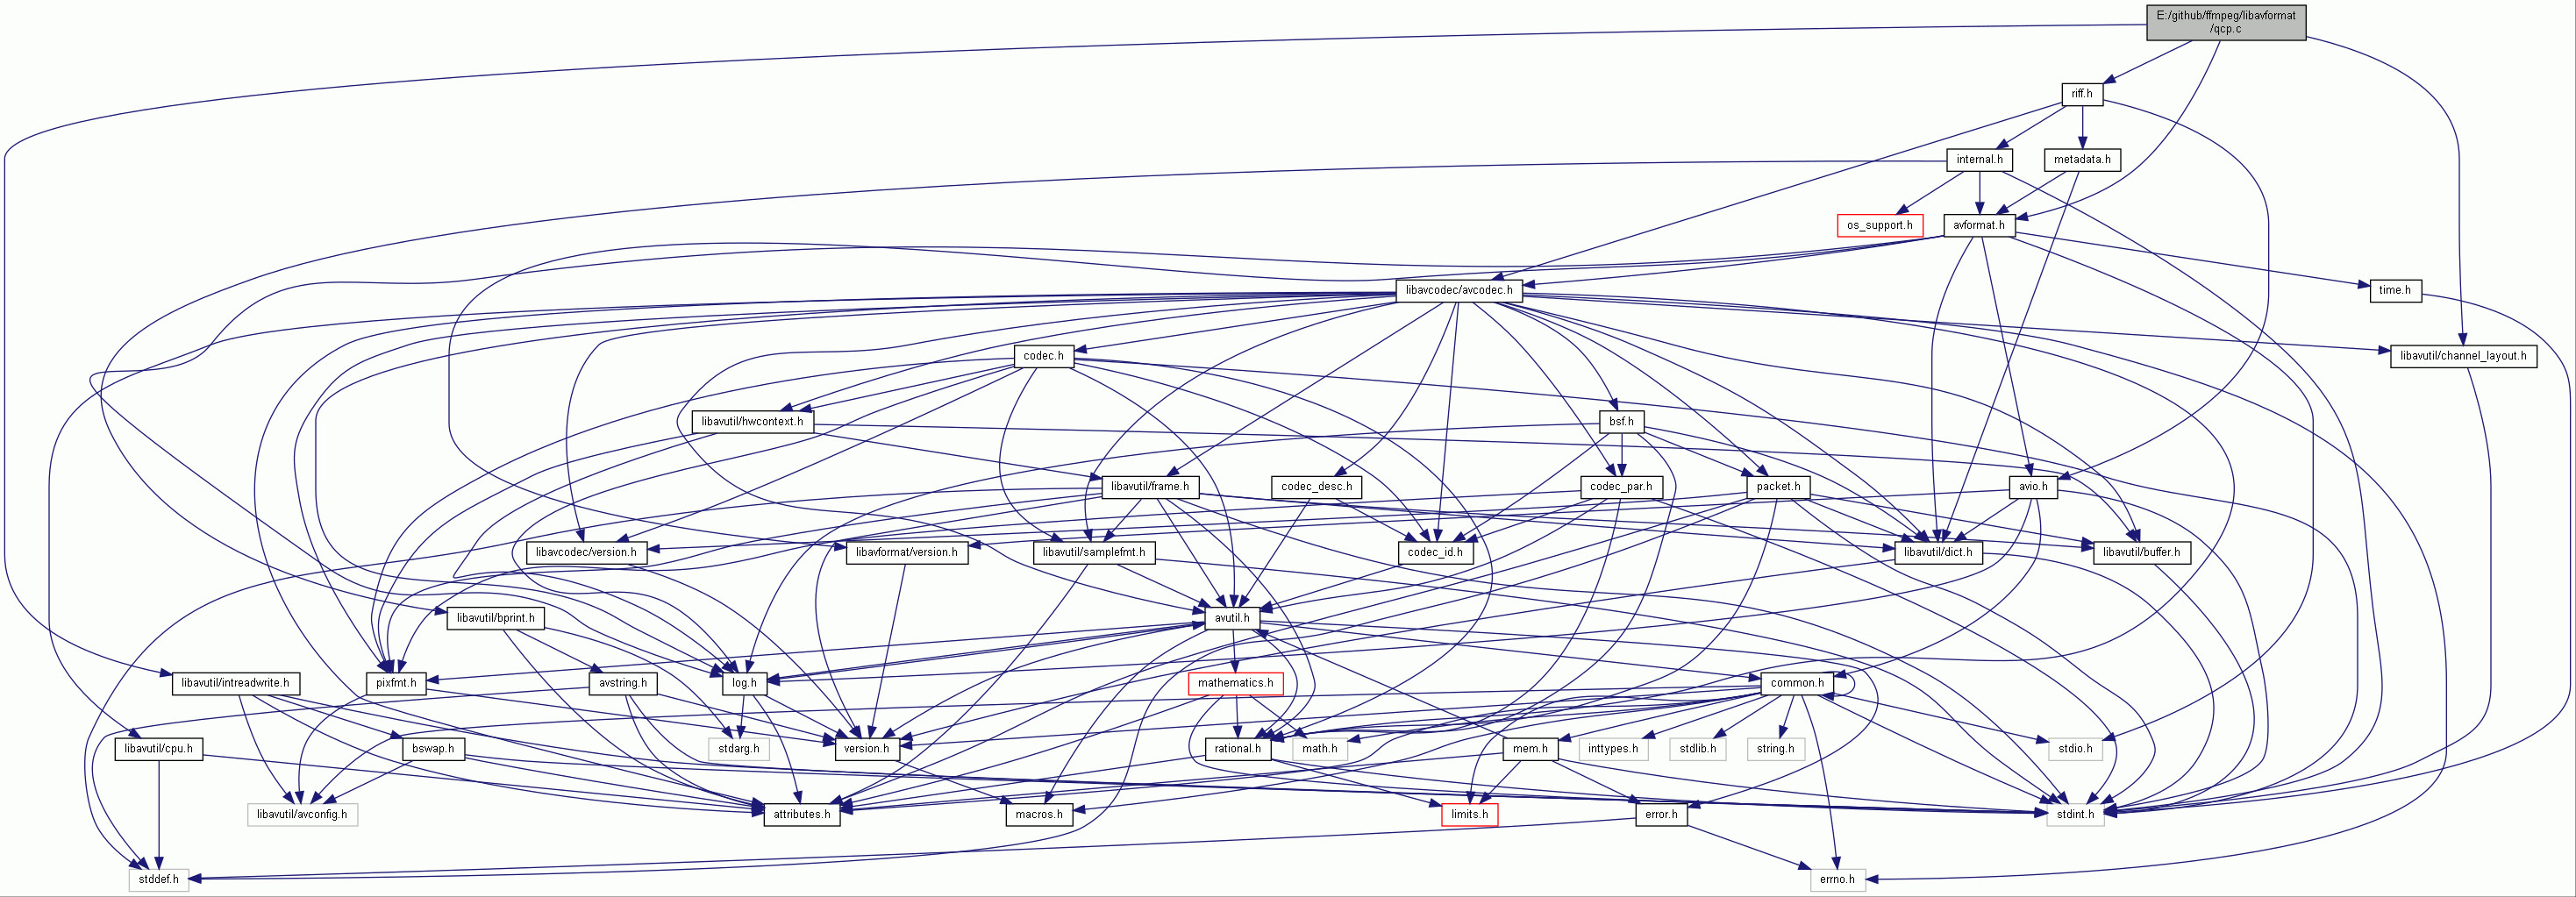 E:/github/ffmpeg/libavformat
/qcp.c
riff.h
internal.h
metadata.h
os_support.h
avformat.h
libavcodec/avcodec.h
time.h
codec.h
libavutil/channel_layout.h
libavutil/hwcontext.h
bsf.h
libavutil/frame.h
codec_desc.h
codec_par.h
packet.h
avio.h
libavcodec/version.h
libavformat/version.h
libavutil/samplefmt.h
codec_id.h
libavutil/dict.h
libavutil/buffer.h
libavutil/bprint.h
avutil.h
libavutil/intreadwrite.h
pixfmt.h
avstring.h
log.h
mathematics.h
common.h
libavutil/cpu.h
bswap.h
stdarg.h
version.h
rational.h
math.h
mem.h
inttypes.h
stdlib.h
string.h
stdio.h
libavutil/avconfig.h
attributes.h
macros.h
limits.h
error.h
stdint.h
stddef.h
errno.h